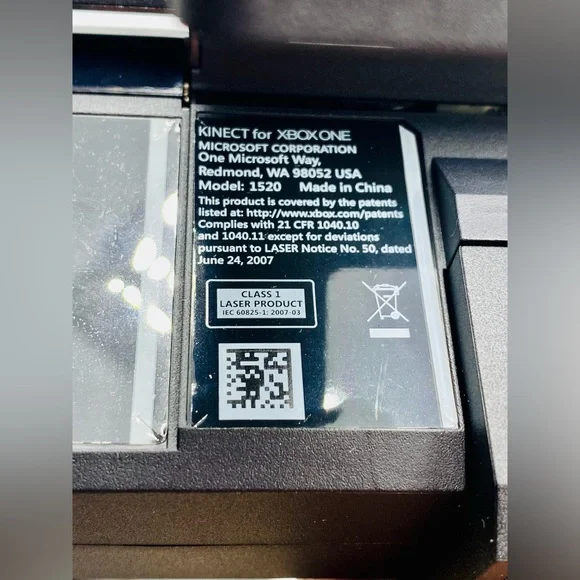 KINECT for XBOX ONE
MICROSOFT CORPORATION
One Microsoft Way,
Redmond, WA 98052 USA
Model: 1520 Made in China
This product is covered by the patents
listed at: http://www.xbox.com/patents
Complies with 21 CFR 1040.10
and 1040.11 except for deviations
pursuant to LASER Notice No. 50, dated
June 24, 2007
CLASS 1
LASER PRODUCT
IEC 60825-1: 2007-03